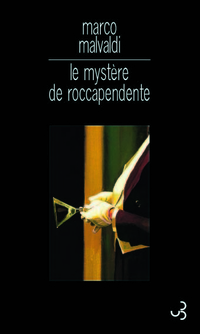 marco
malvaldi
le mystère
de roccapendente